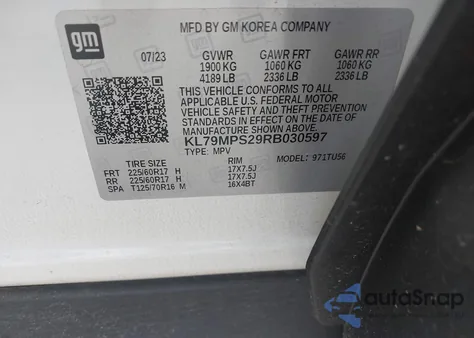 MFD BY GM KOREA COMPANY
gm
07/23 GVWR GAWR FRT GAWR RR
1900 KG 1060 KG 1060 KG
4189 LB 2336 LB 2336 LB
THIS VEHICLE CONFORMS TO ALL
APPLICABLE U.S. FEDERAL MOTOR
VEHICLE SAFETY AND THEFT PREVENTION
STANDARDS IN EFFECT ON THE DATE OF
MANUFACTURE SHOWN ABOVE.
KL79MPS29RB030597
TYPE: MPV MODEL: 971TU56
TIRE SIZE RIM
FRT 225/60R17 H 17X7.5J
RR 225/60R17 H 17X7.5J
SPA T125/70R16 M 16X4BT
autoSnap